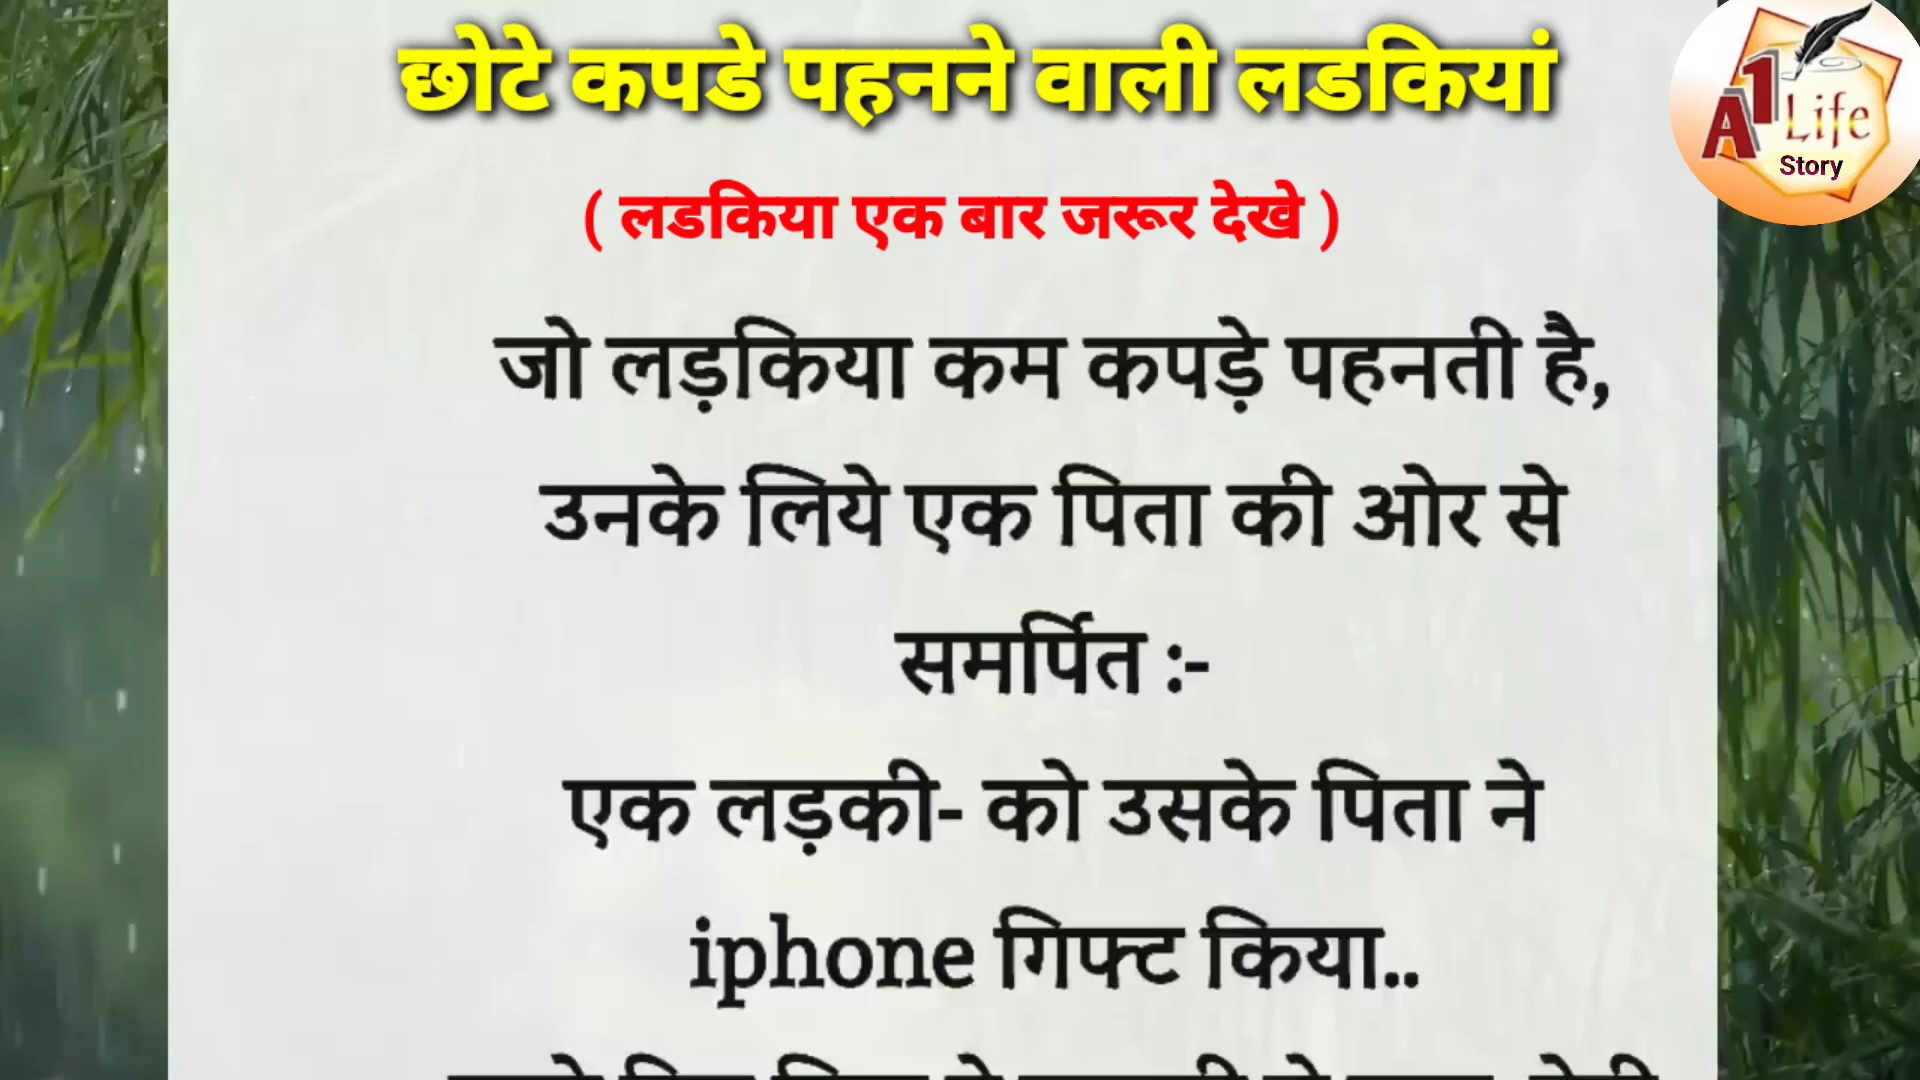 छोटे कपडे पहनने वाली लडकियां
A1 Life
Story
( लडकिया एक बार जरूर देखे )
जो लड़किया कम कपड़े पहनती है,
उनके लिये एक पिता की ओर से
समर्पित :-
एक लड़की- को उसके पिता ने
iphone गिफ्ट किया..